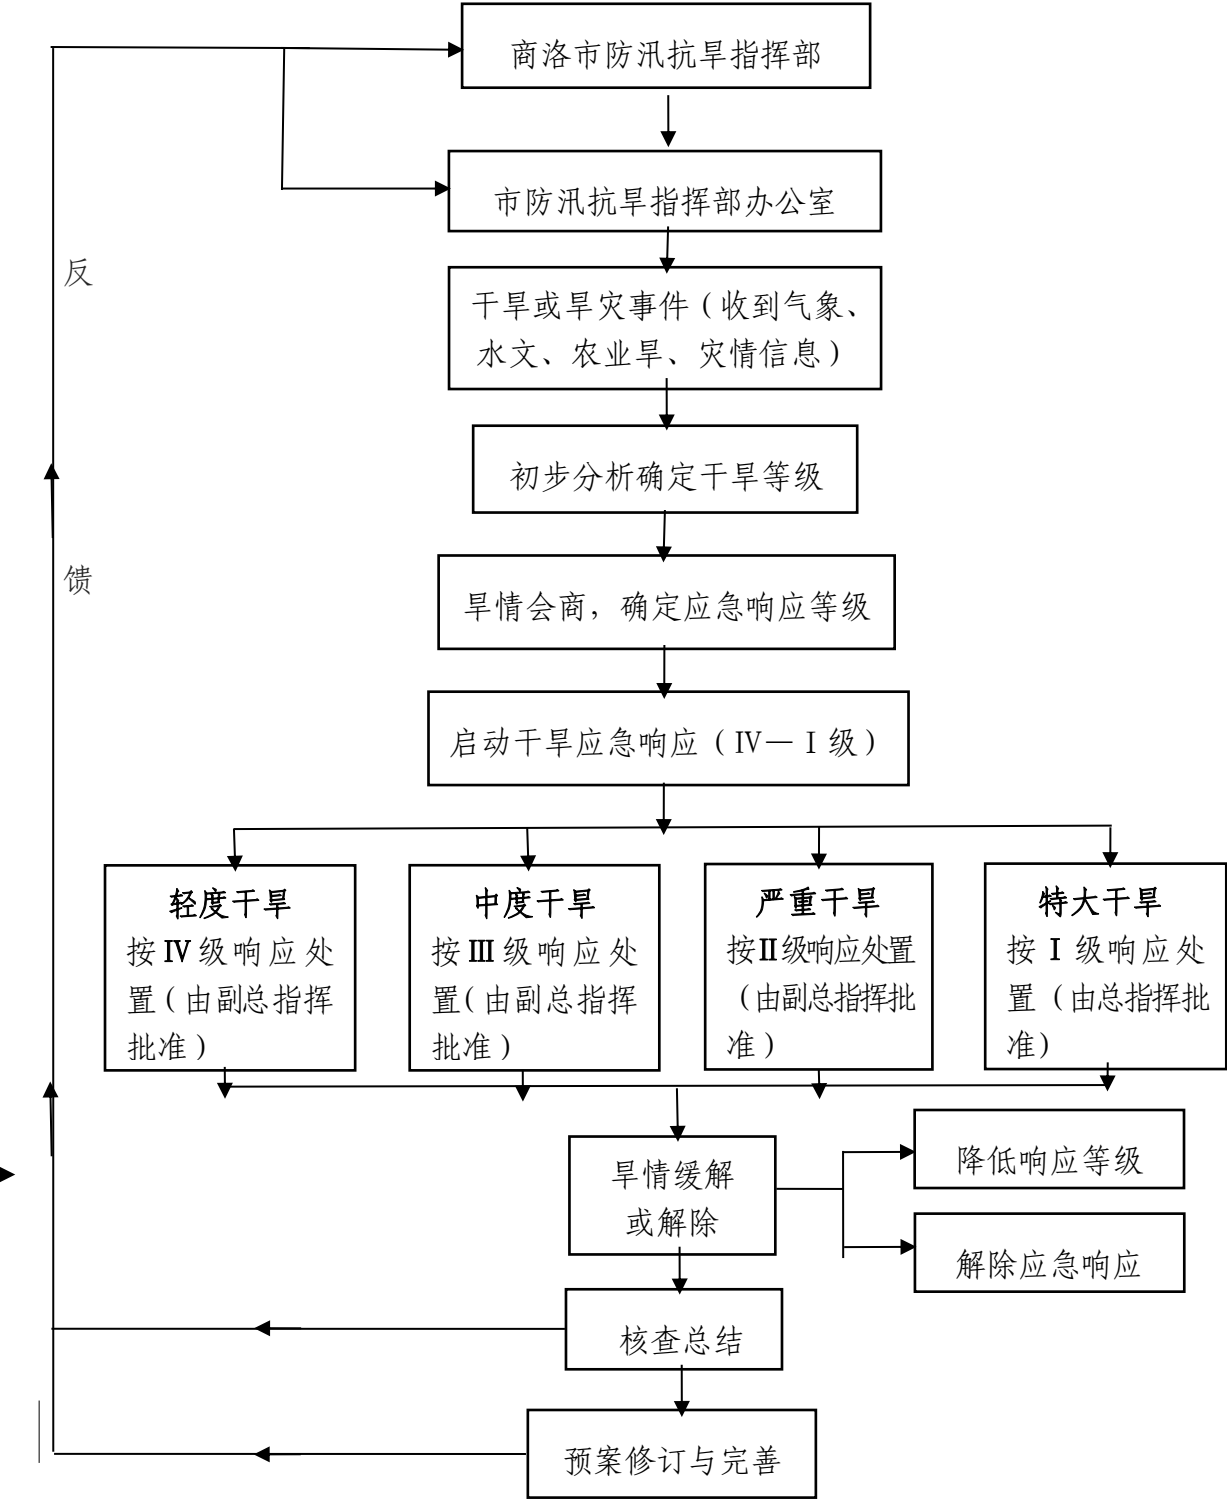 商洛市防汛抗旱指挥部
市防汛抗旱指挥部办公室
反
干旱或旱灾事件（收到气象、
水文、农业旱、灾情信息）
初步分析确定干旱等级
馈
旱情会商，确定应急响应等级
启动干旱应急响应（Ⅳ—Ⅰ级）
轻度干旱
按Ⅳ级响应处
置（由副总指挥
批准）
中度干旱
按Ⅲ级响应处
置（由副总指挥
批准）
严重干旱
按Ⅱ级响应处置
（由副总指挥批
准）
特大干旱
按Ⅰ级响应处
置（由总指挥批
准）
旱情缓解
或解除
降低响应等级
解除应急响应
核查总结
预案修订与完善